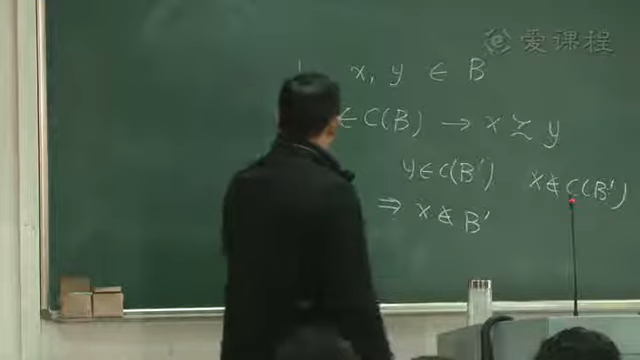 爱课程
x, y ∈ B
∈ C(B) → x ≿ y
y ∈ C(B') x ∉ C(B')
⇒ x ∉ B'